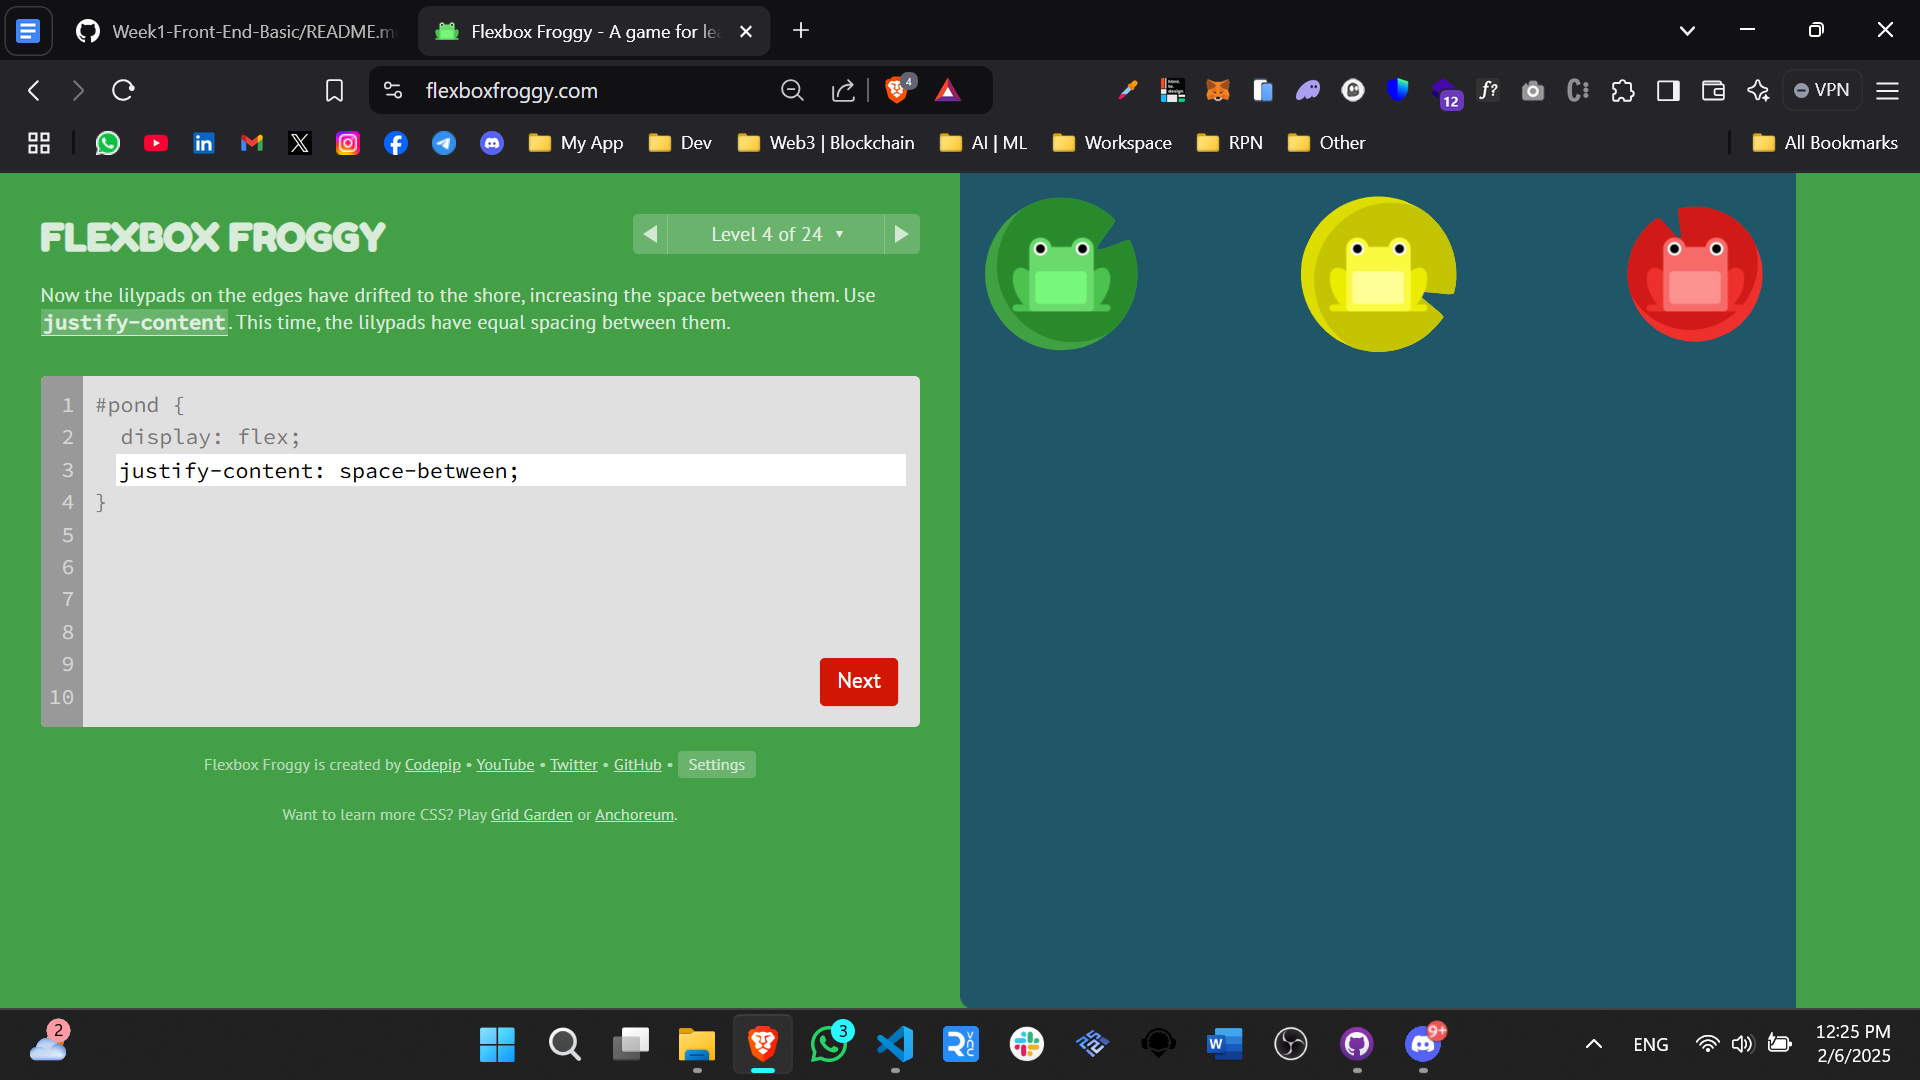 Week1-Front-End-Basic/README.m
Flexbox Froggy - A game for lea
flexboxfroggy.com
4
12
f?
VPN
My App
Dev
Web3 | Blockchain
AI | ML
Workspace
RPN
Other
All Bookmarks
FLEXBOX FROGGY
Level 4 of 24
Now the lilypads on the edges have drifted to the shore, increasing the space between them. Use
justify-content. This time, the lilypads have equal spacing between them.
1 #pond {
2 display: flex;
3 justify-content: space-between;
4 }
5
6
7
8
9
10
Next
Flexbox Froggy is created by Codepip • YouTube • Twitter • GitHub • Settings
Want to learn more CSS? Play Grid Garden or Anchoreum.
2
3
9+
ENG
12:25 PM
2/6/2025